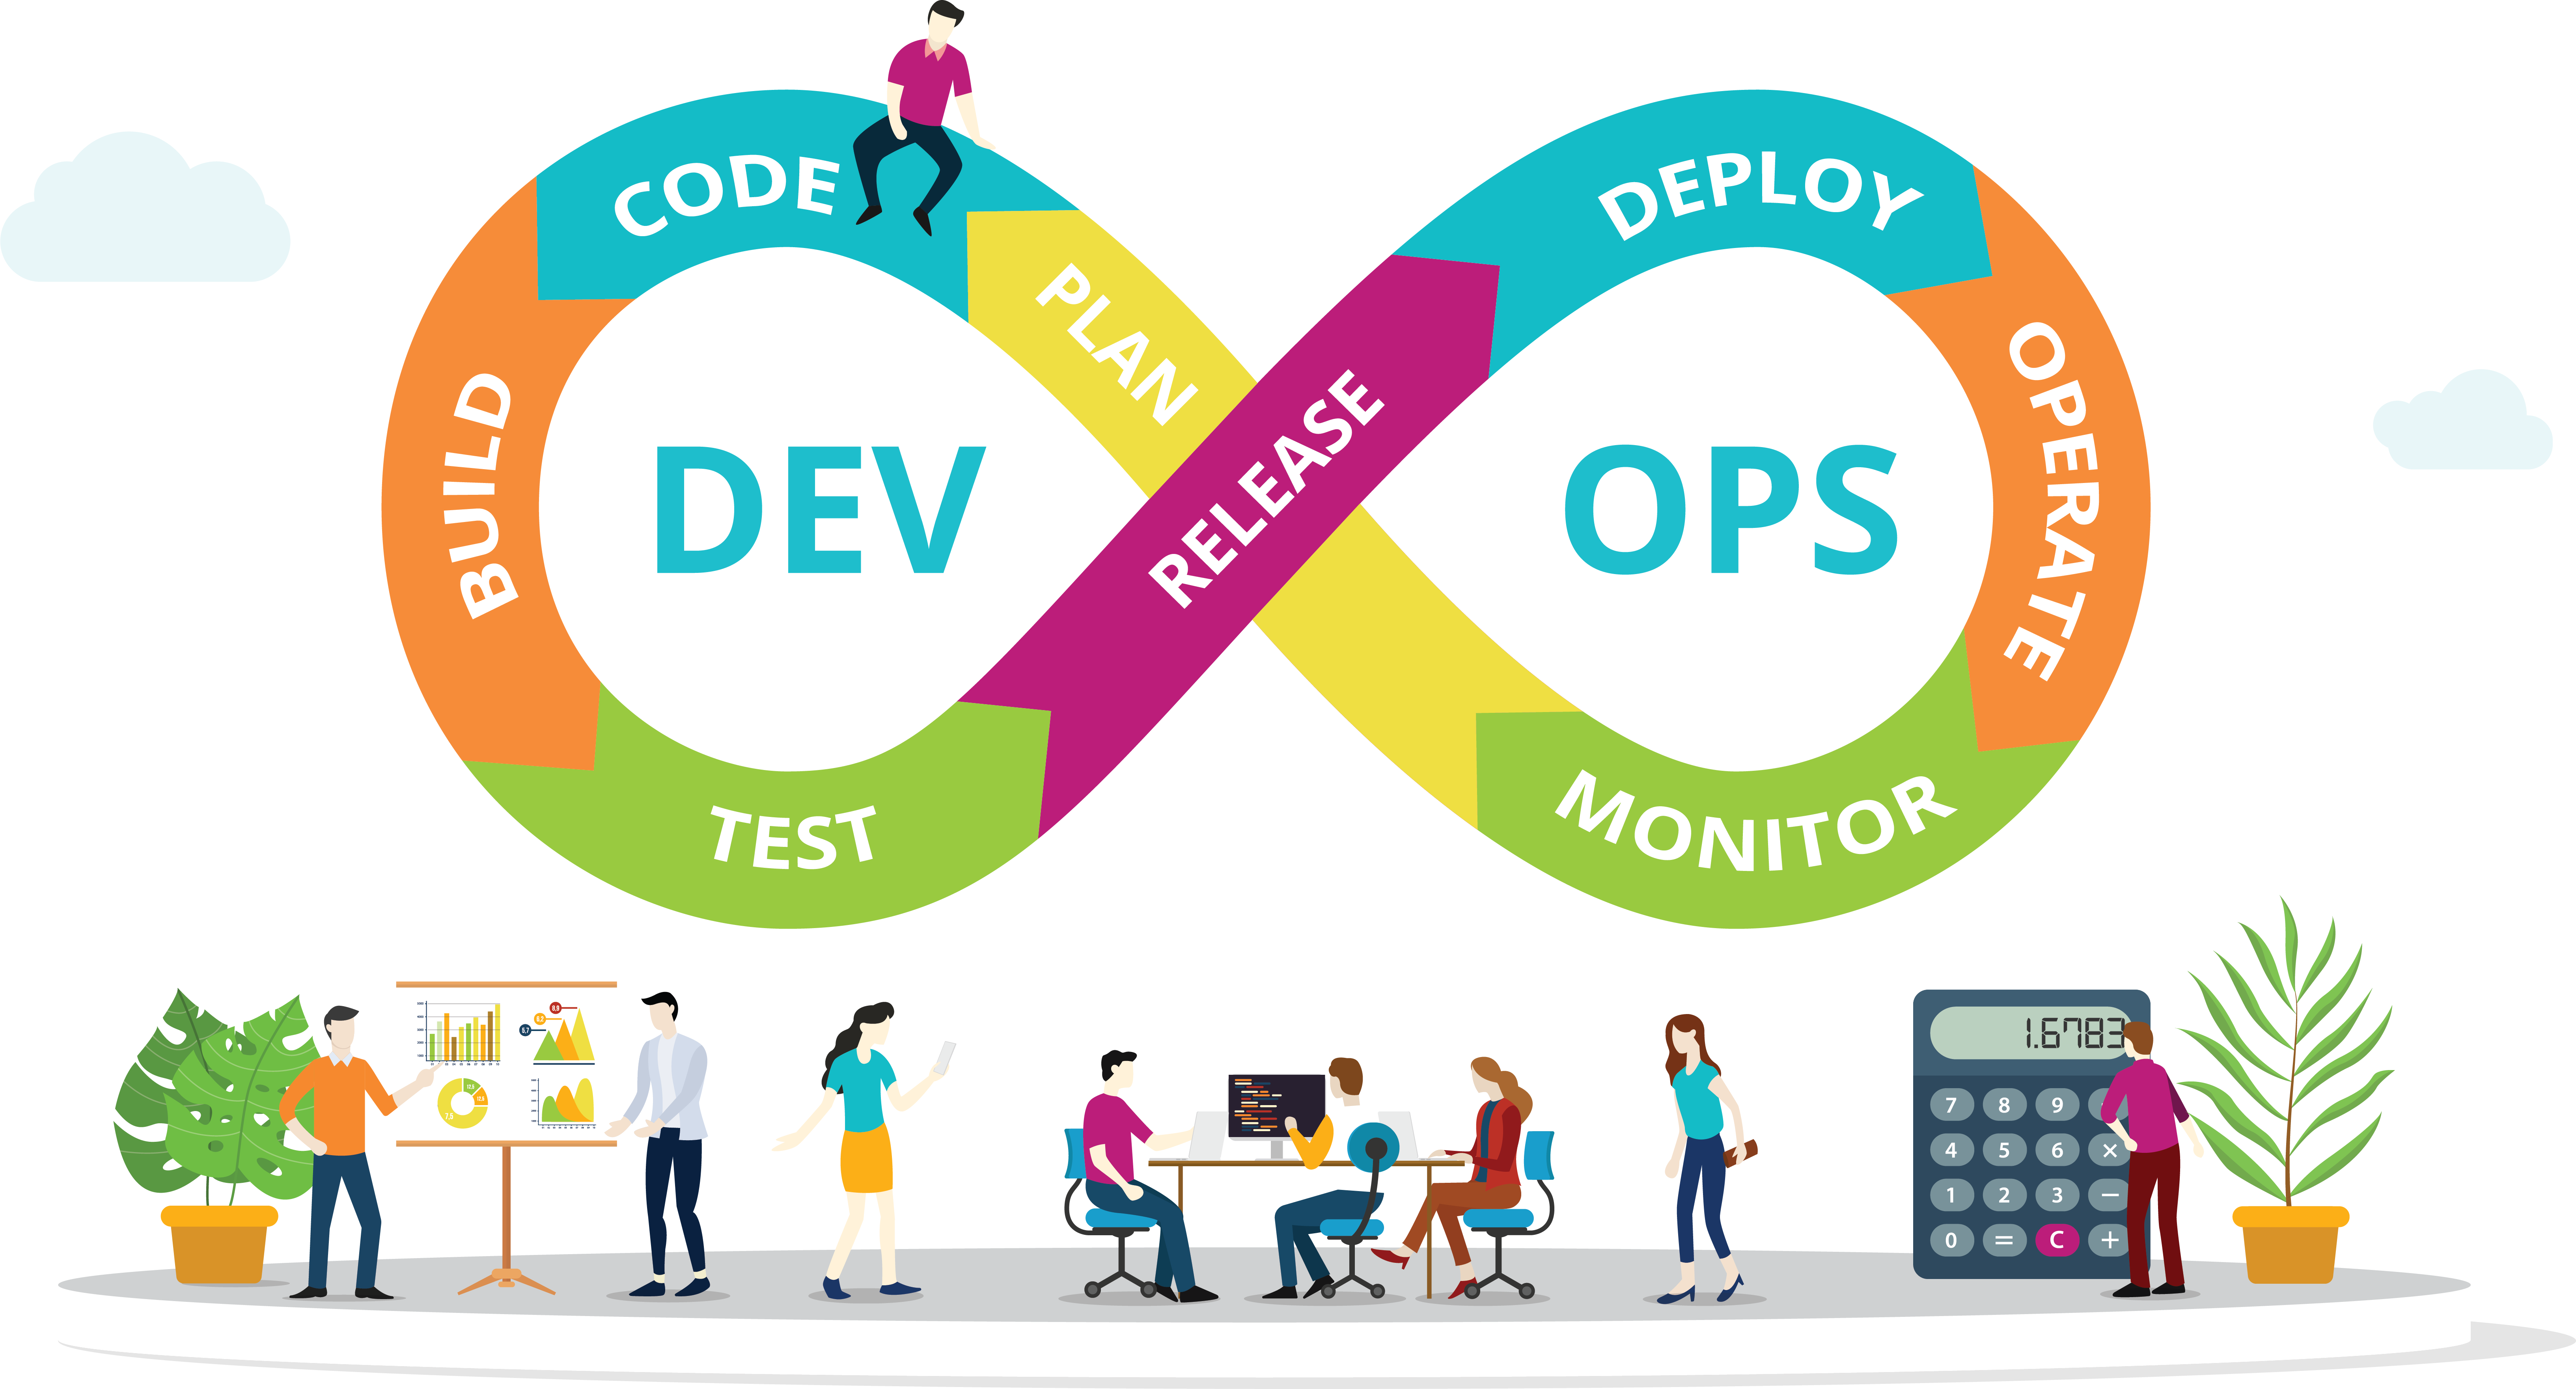 CODE
DEPLOY
PLAN
OPERATE
BUILD
RELEASE
DEV
OPS
TEST
MONITOR
1.6783
7 8 9
4 5 6 ×
1 2 3 −
0 = C +